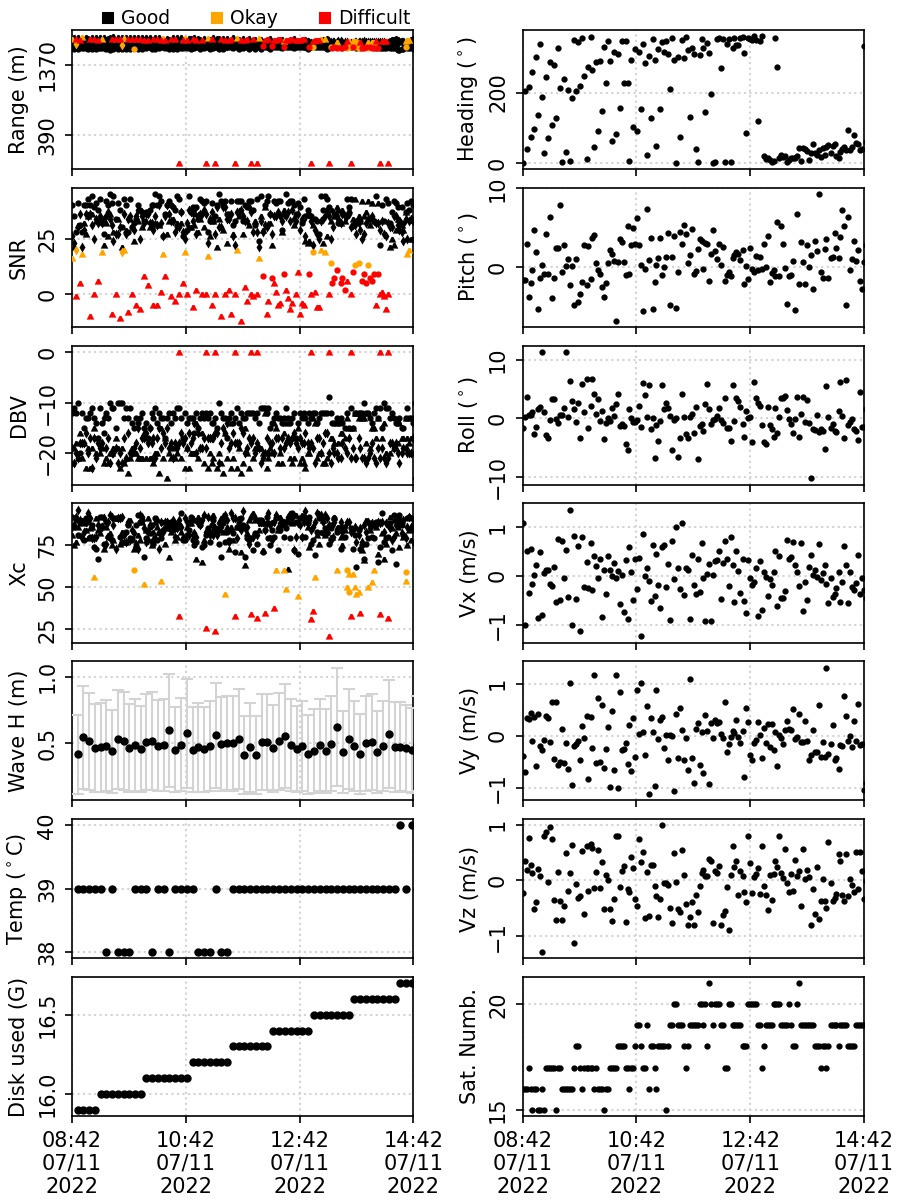 Good Okay Difficult
Range (m)
1370
390
Heading (°)
200
0
SNR
25
0
Pitch (°)
10
0
DBV
0
−10
−20
Roll (°)
10
0
−10
Xc
75
50
25
Vx (m/s)
1
0
−1
Wave H (m)
1.0
0.5
Vy (m/s)
1
0
−1
Temp (°C)
40
39
38
Vz (m/s)
1
0
−1
Disk used (G)
16.5
16.0
Sat. Numb.
20
15
08:42 10:42 12:42 14:42 08:42 10:42 12:42 14:42
07/11 07/11 07/11 07/11 07/11 07/11 07/11 07/11
2022 2022 2022 2022 2022 2022 2022 2022